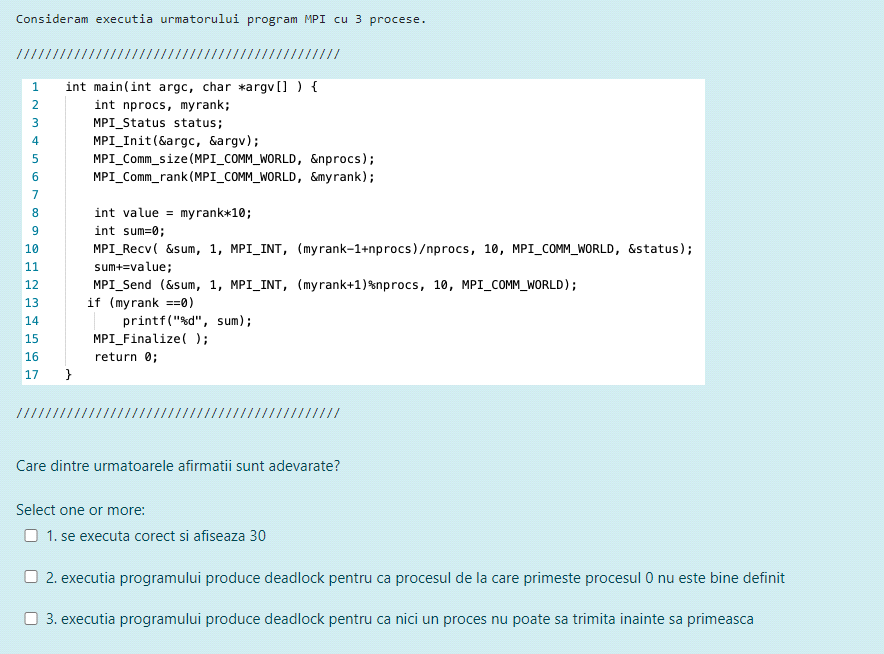 Consideram executia urmatorului program MPI cu 3 procese.
/////////////////////////////////////////////
1 int main(int argc, char *argv[] ) {
2 int nprocs, myrank;
3 MPI_Status status;
4 MPI_Init(&argc, &argv);
5 MPI_Comm_size(MPI_COMM_WORLD, &nprocs);
6 MPI_Comm_rank(MPI_COMM_WORLD, &myrank);
7
8 int value = myrank*10;
9 int sum=0;
10 MPI_Recv( &sum, 1, MPI_INT, (myrank-1+nprocs)/nprocs, 10, MPI_COMM_WORLD, &status);
11 sum+=value;
12 MPI_Send (&sum, 1, MPI_INT, (myrank+1)%nprocs, 10, MPI_COMM_WORLD);
13 if (myrank ==0)
14 printf("%d", sum);
15 MPI_Finalize( );
16 return 0;
17 }
/////////////////////////////////////////////
Care dintre urmatoarele afirmatii sunt adevarate?
Select one or more:
1. se executa corect si afiseaza 30
2. executia programului produce deadlock pentru ca procesul de la care primeste procesul 0 nu este bine definit
3. executia programului produce deadlock pentru ca nici un proces nu poate sa trimita inainte sa primeasca